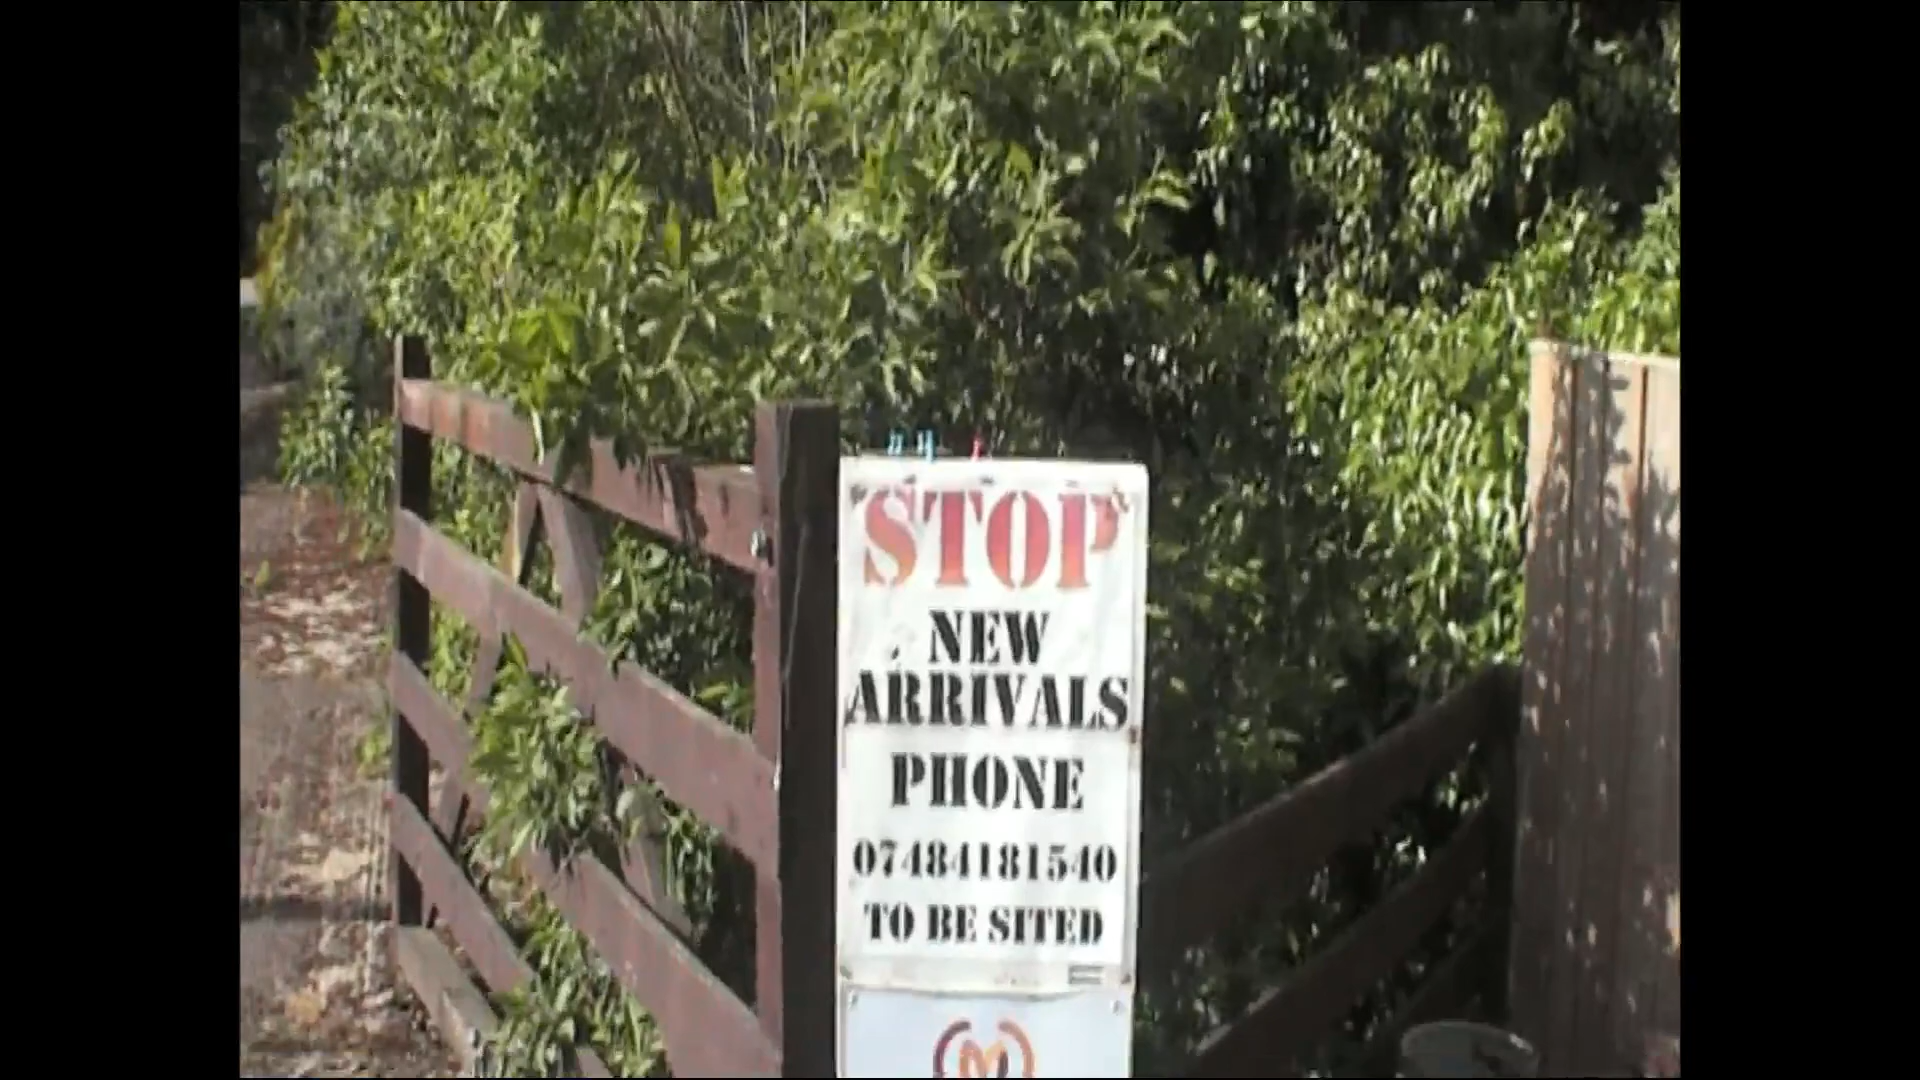 STOP
NEW
ARRIVALS
PHONE
07484181540
TO BE SITED